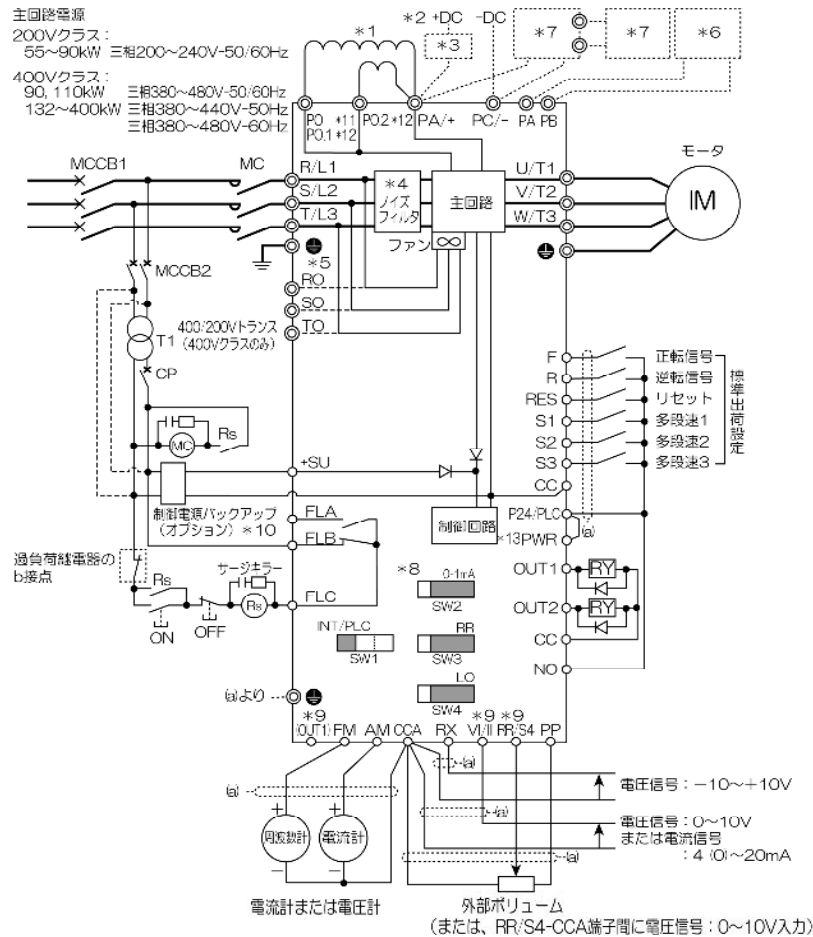 主回路電源
200Vクラス：
55～90kW 三相200～240V-50/60Hz
400Vクラス：
90, 110kW 三相380～480V-50/60Hz
132～400kW 三相380～440V-50Hz
三相380～480V-60Hz
*1
*2 +DC -DC
*3
*7
*7
*6
PO *11
PO.1 *12
PO.2 *12
PA/+
PC/-
PA PB
MCCB1
MC
R/L1
S/L2
T/L3
*4
ノイズ
フィルタ
主回路
ファン
U/T1
V/T2
W/T3
モータ
IM
*5
RO
SO
TO
MCCB2
400/200Vトランス
(400Vクラスのみ)
T1
CP
MC
Rs
+SU
制御電源バックアップ
(オプション) *10
FLA
FLB
FLC
制御回路
F 正転信号
R 逆転信号
RES リセット
S1 多段速1
S2 多段速2
S3 多段速3
標準出荷設定
CC
P24/PLC
(a)
*13PWR
過負荷継電器の
b接点
Rs
ON
OFF
サージキラー
Rs
*8
0-1mA
SW2
INT/PLC
SW1
RR
SW3
LO
SW4
OUT1 RY
OUT2 RY
CC
NO
(a)より
*9
(OUT1) FM AM CCA RX
*9
VI/II
*9
RR/S4
PP
(a)
(a)
(a)
(a)
電圧信号：-10～+10V
電圧信号：0～10V
または電流信号
：4 (0)～20mA
+
+
周波数計
電流計
-
-
電流計または電圧計
外部ボリューム
(または、RR/S4-CCA端子間に電圧信号：0～10V入力)